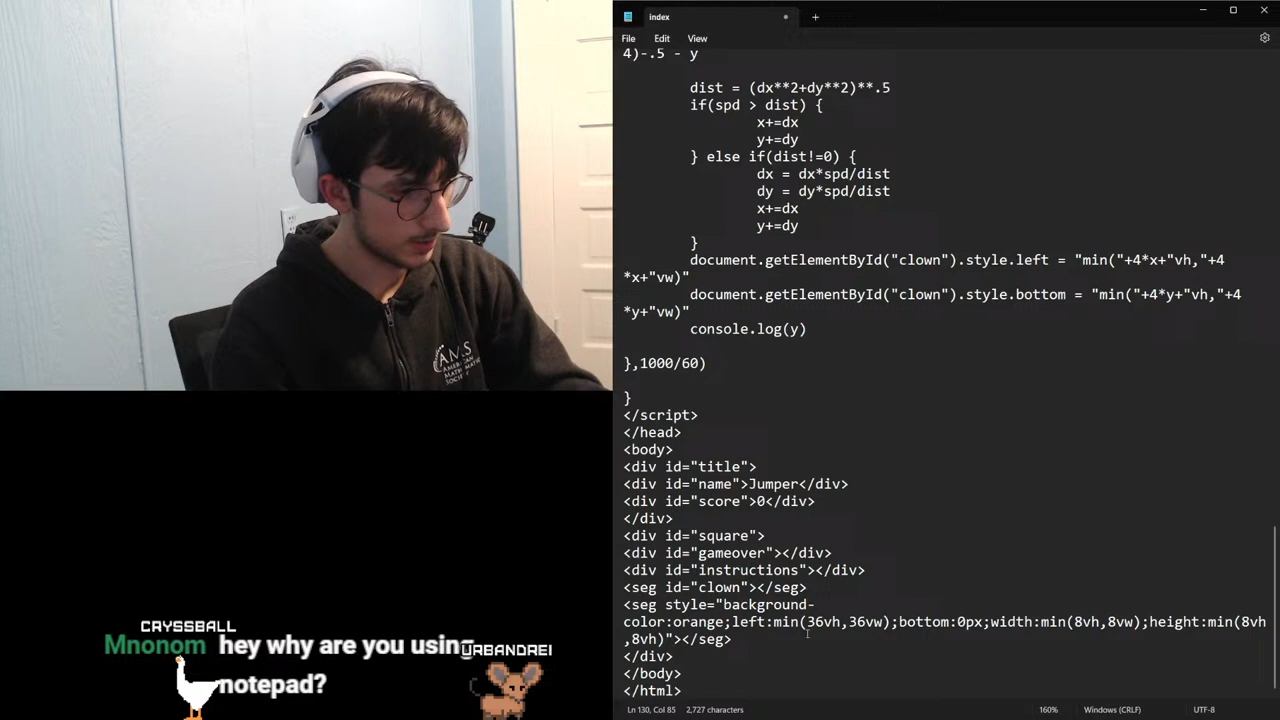 index
File Edit View
4)-.5 - y
dist = (dx**2+dy**2)**.5
if(spd > dist) {
x+=dx
y+=dy
} else if(dist!=0) {
dx = dx*spd/dist
dy = dy*spd/dist
x+=dx
y+=dy
}
document.getElementById("clown").style.left = "min("+4*x+"vh,"+4
*x+"vw)"
document.getElementById("clown").style.bottom = "min("+4*y+"vh,"+4
*y+"vw)"
console.log(y)
},1000/60)
}
</script>
</head>
<body>
<div id="title">
<div id="name">Jumper</div>
<div id="score">0</div>
</div>
<div id="square">
<div id="gameover"></div>
<div id="instructions"></div>
<seg id="clown"></seg>
<seg style="background-
color:orange;left:min(36vh,36vw);bottom:0px;width:min(8vh,8vw);height:min(8vh
,8vh)"></seg>
</div>
</body>
</html>
Ln 130, Col 85 2,727 characters 160% Windows (CRLF) UTF-8
AMS
AMERICAN
SOCIETY
CRYSSBALL
Mnonom hey why are you using
notepad?
URBANDREI